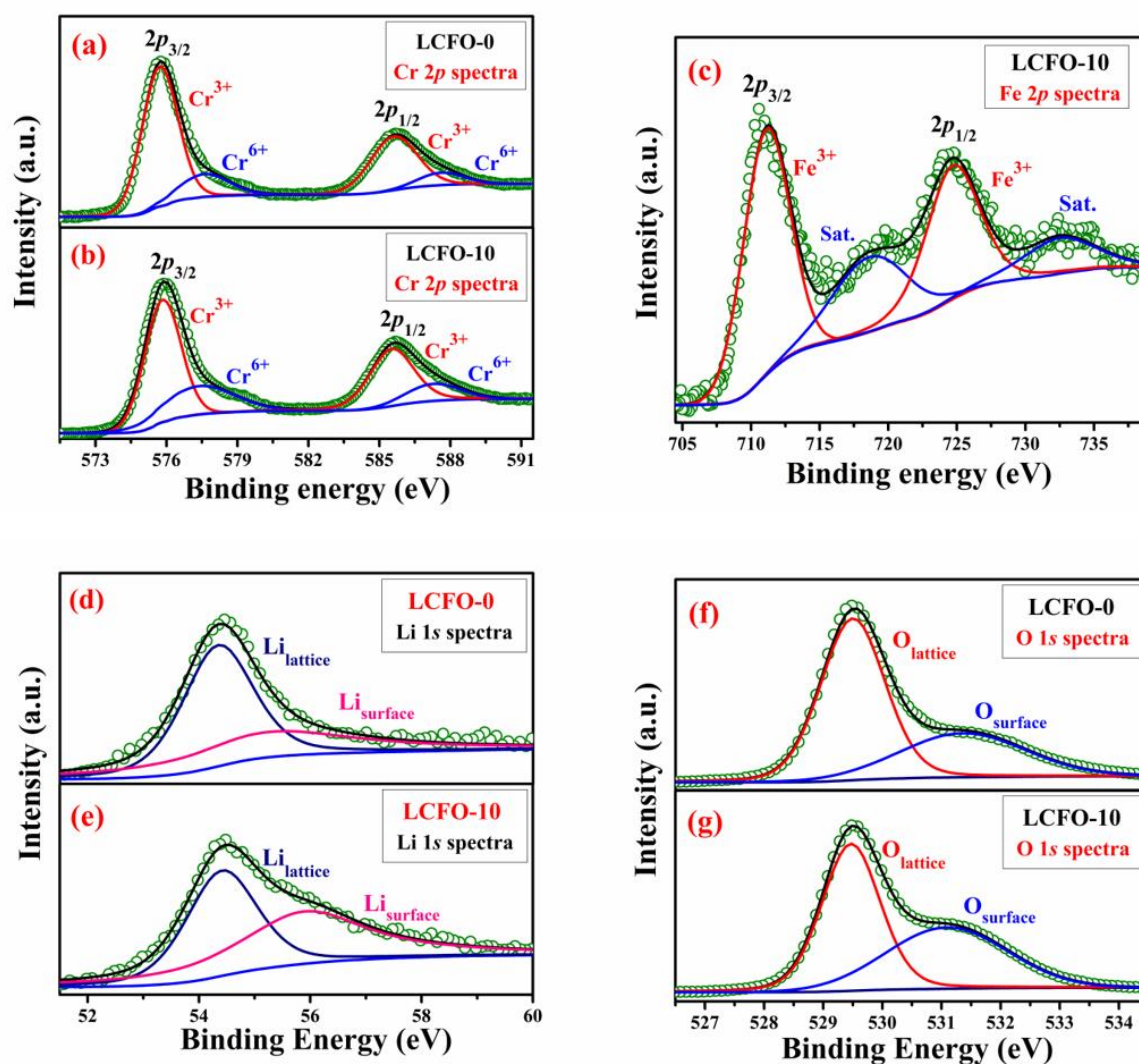 (a)
2p3/2
LCFO-0
Cr 2p spectra
Cr3+
2p1/2
Cr6+
Cr3+
Cr6+
(b)
2p3/2
LCFO-10
Cr 2p spectra
Cr3+
2p1/2
Cr6+
Cr3+
Cr6+
Intensity (a.u.)
573 576 579 582 585 588 591
Binding energy (eV)
(c)
2p3/2
LCFO-10
Fe 2p spectra
2p1/2
Fe3+
Fe3+
Sat.
Sat.
Intensity (a.u.)
705 710 715 720 725 730 735
Binding energy (eV)
(d)
LCFO-0
Li 1s spectra
Lilattice
Lisurface
(e)
LCFO-10
Li 1s spectra
Lilattice
Lisurface
Intensity (a.u.)
52 54 56 58 60
Binding Energy (eV)
(f)
LCFO-0
O 1s spectra
Olattice
Osurface
(g)
LCFO-10
O 1s spectra
Olattice
Osurface
Intensity (a.u.)
527 528 529 530 531 532 533 534
Binding Energy (eV)